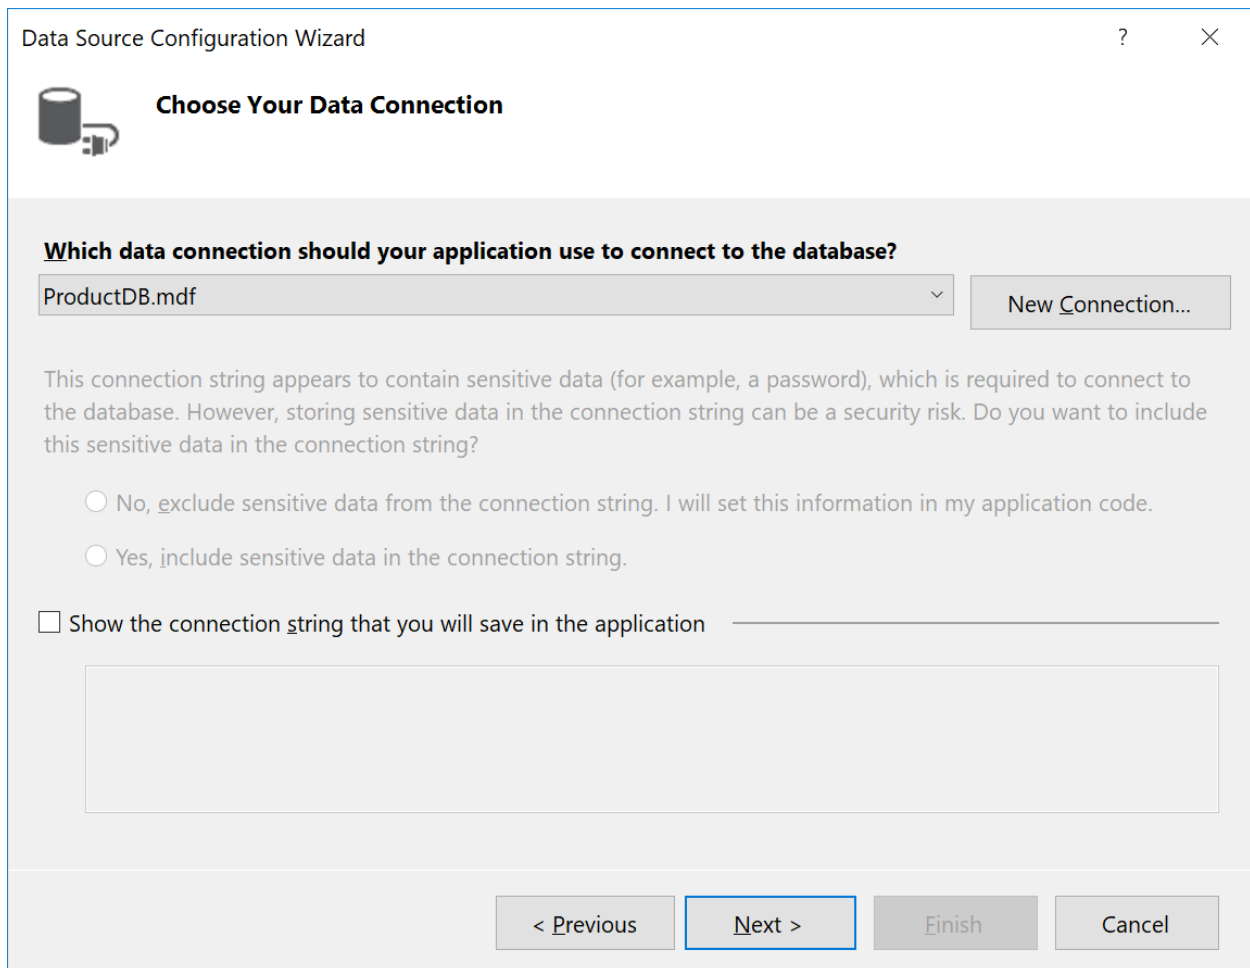 Data Source Configuration Wizard ?
Choose Your Data Connection
Which data connection should your application use to connect to the database?
ProductDB.mdf
New Connection...
This connection string appears to contain sensitive data (for example, a password), which is required to connect to
the database. However, storing sensitive data in the connection string can be a security risk. Do you want to include
this sensitive data in the connection string?
No, exclude sensitive data from the connection string. I will set this information in my application code.
Yes, include sensitive data in the connection string.
Show the connection string that you will save in the application
< Previous
Next >
Finish
Cancel